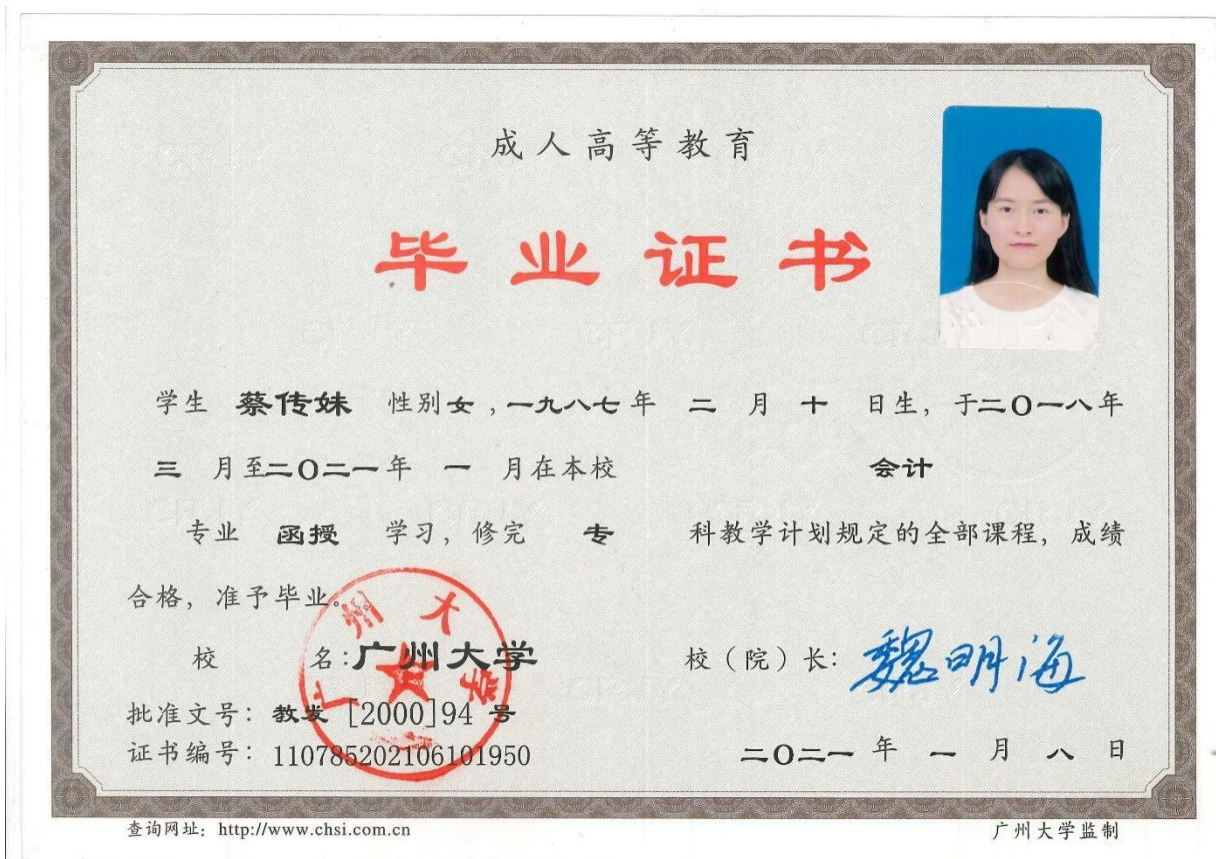 成人高等教育
毕业证书
学生 蔡传妹 性别女，一九八七年 二 月 十 日生，于二〇一八年
三 月至二〇二一年 一 月在本校 会计
专业 函授 学习，修完 专 科教学计划规定的全部课程，成绩
合格，准予毕业。
广州大学
校 名：广州大学 校（院）长：魏明海
批准文号：教发 [2000]94 号
证书编号：110785202106101950 二〇二一 年 一 月 八 日
查询网址：http://www.chsi.com.cn 广州大学监制